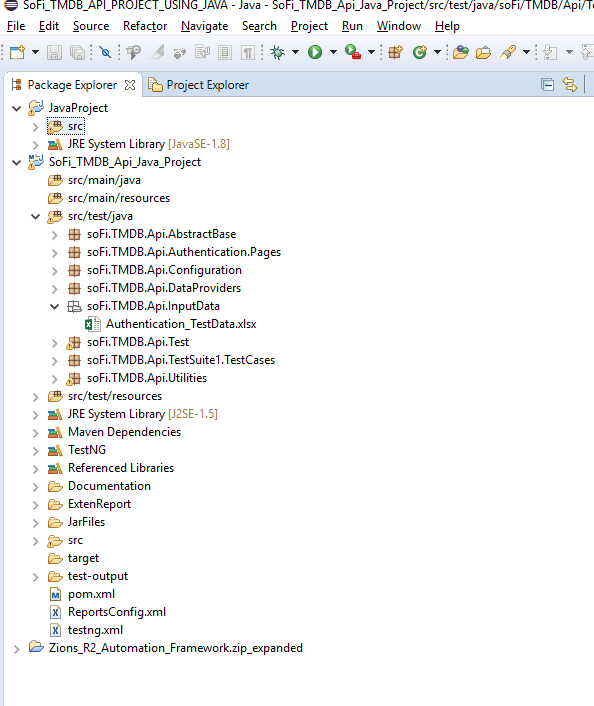 SoFi_TMDB_API_PROJECT_USING_JAVA - Java - SoFi_TMDB_Api_Java_Project/src/test/java/soFi/TMDB/Api/Te
File Edit Source Refactor Navigate Search Project Run Window Help
Package Explorer Project Explorer
JavaProject
src
JRE System Library [JavaSE-1.8]
SoFi_TMDB_Api_Java_Project
src/main/java
src/main/resources
src/test/java
soFi.TMDB.Api.AbstractBase
soFi.TMDB.Api.Authentication.Pages
soFi.TMDB.Api.Configuration
soFi.TMDB.Api.DataProviders
soFi.TMDB.Api.InputData
Authentication_TestData.xlsx
soFi.TMDB.Api.Test
soFi.TMDB.Api.TestSuite1.TestCases
soFi.TMDB.Api.Utilities
src/test/resources
JRE System Library [J2SE-1.5]
Maven Dependencies
TestNG
Referenced Libraries
Documentation
ExtenReport
JarFiles
src
target
test-output
pom.xml
ReportsConfig.xml
testng.xml
Zions_R2_Automation_Framework.zip_expanded